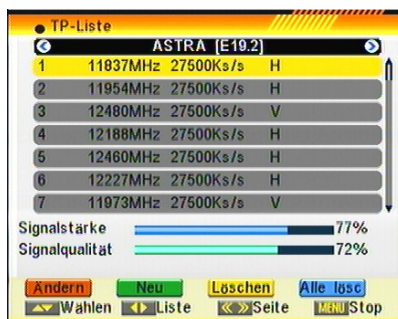 TP-Liste
ASTRA [E19.2]
1 11837MHz 27500Ks/s H
2 11954MHz 27500Ks/s H
3 12480MHz 27500Ks/s V
4 12188MHz 27500Ks/s H
5 12460MHz 27500Ks/s H
6 12227MHz 27500Ks/s H
7 11973MHz 27500Ks/s V
Signalstärke 77%
Signalqualität 72%
Ändern Neu Löschen Alle lösc
Wählen Liste Seite MENU Stop